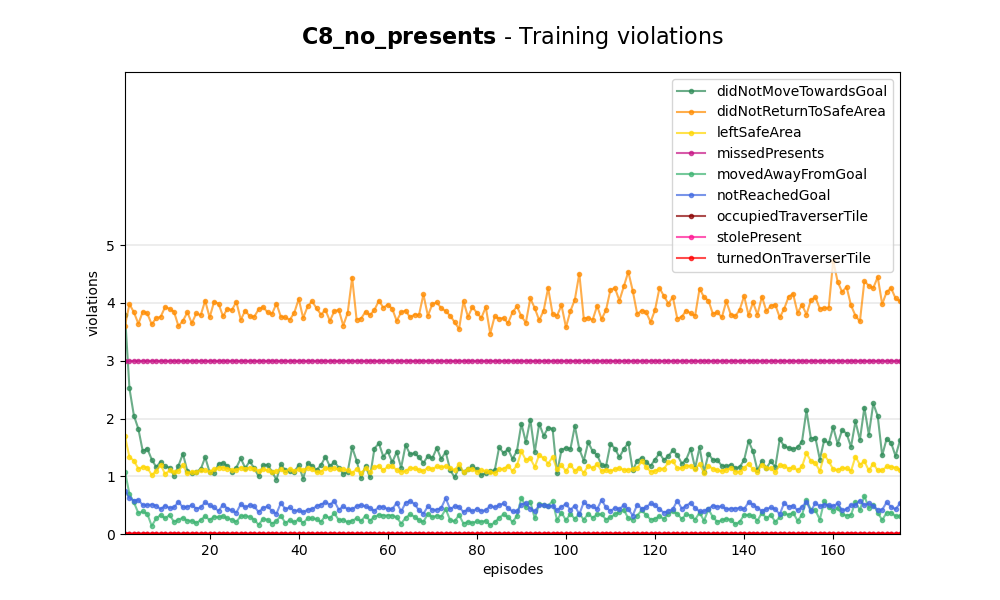 C8_no_presents - Training violations
violations
5
4
3
2
1
0
20
40
60
80
100
120
140
160
episodes
didNotMoveTowardsGoal
didNotReturnToSafeArea
leftSafeArea
missedPresents
movedAwayFromGoal
notReachedGoal
occupiedTraverserTile
stolePresent
turnedOnTraverserTile